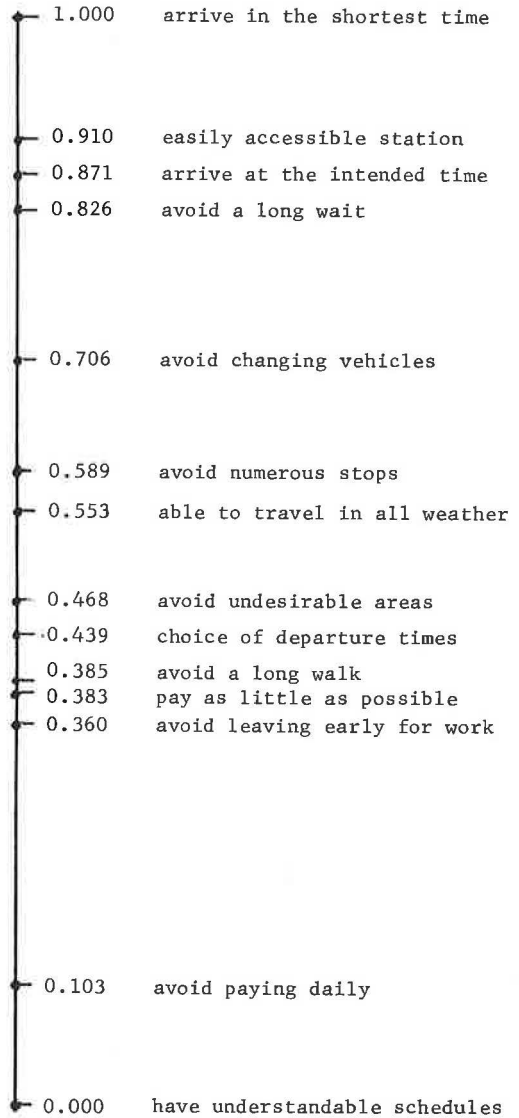 1.000 arrive in the shortest time
0.910 easily accessible station
0.871 arrive at the intended time
0.826 avoid a long wait
0.706 avoid changing vehicles
0.589 avoid numerous stops
0.553 able to travel in all weather
0.468 avoid undesirable areas
0.439 choice of departure times
0.385 avoid a long walk
0.383 pay as little as possible
0.360 avoid leaving early for work
0.103 avoid paying daily
0.000 have understandable schedules